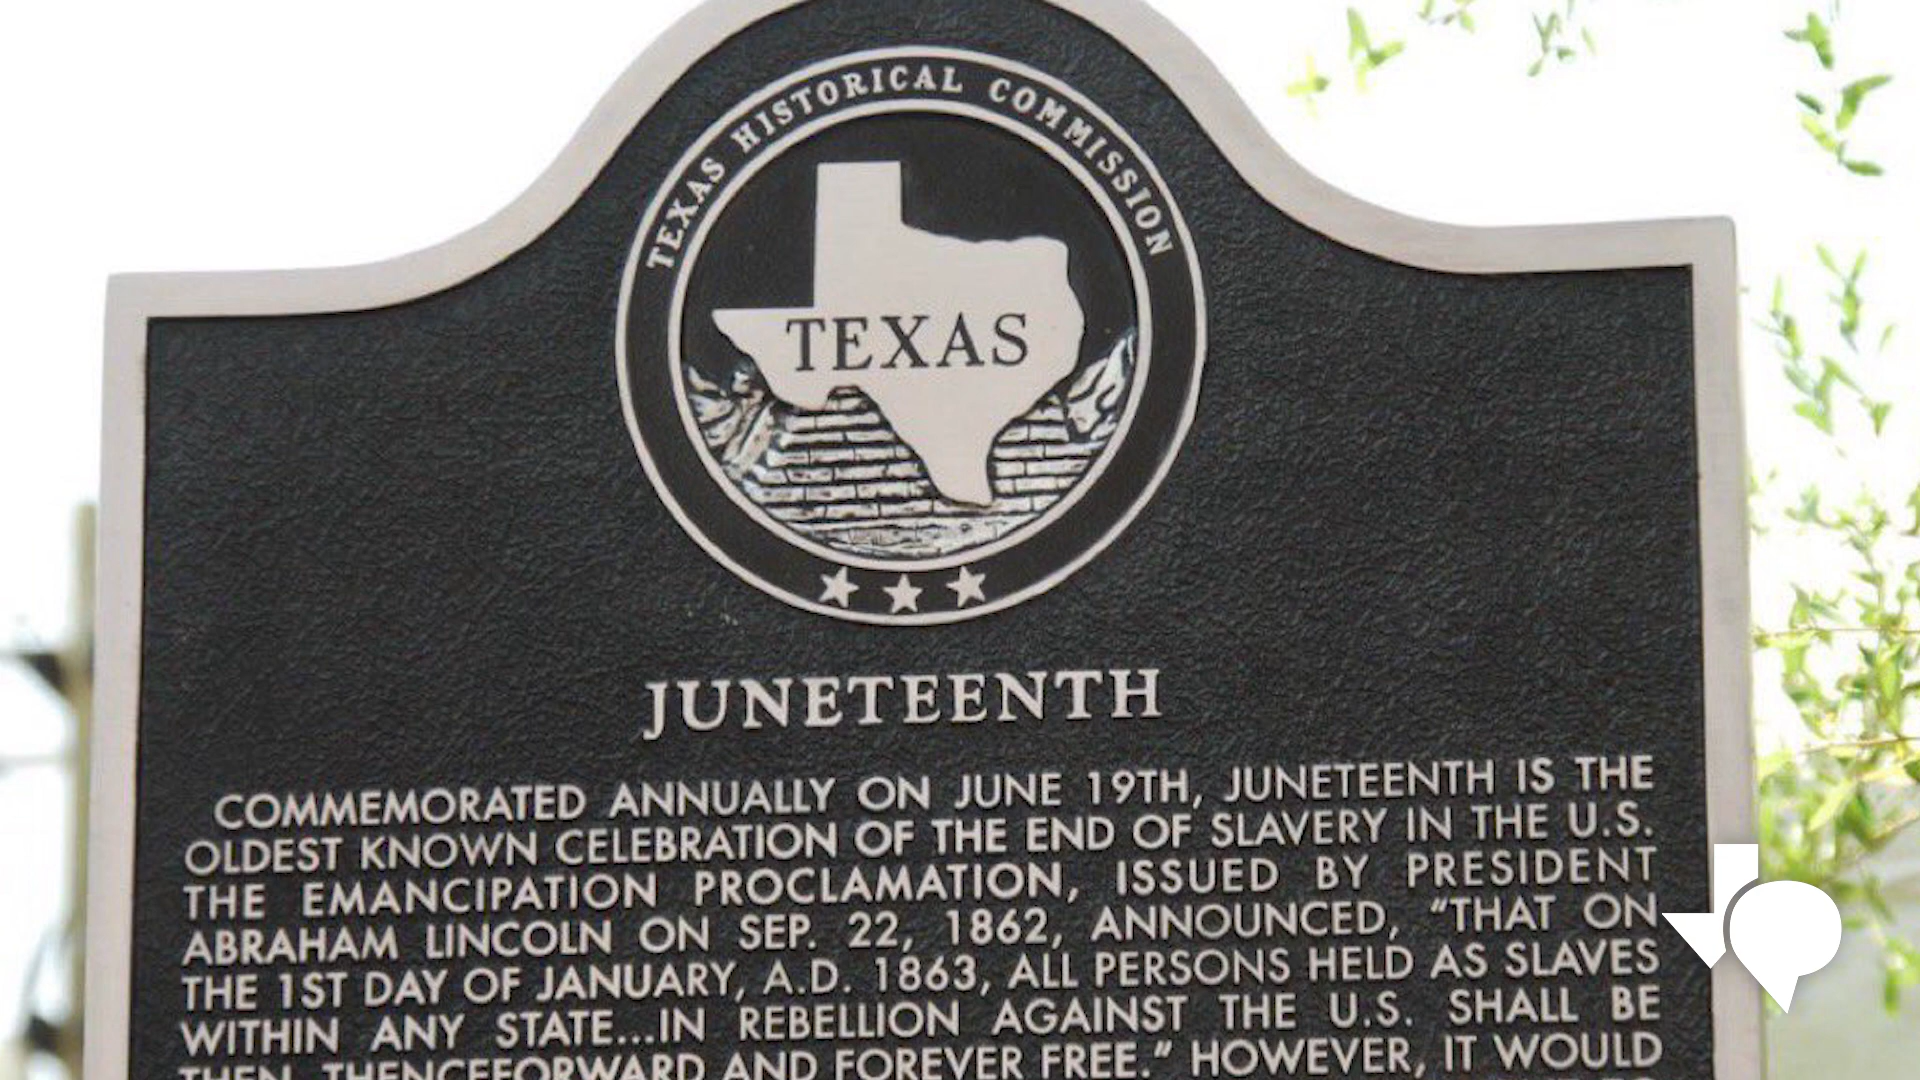 TEXAS HISTORICAL COMMISSION
TEXAS
JUNETEENTH
COMMEMORATED ANNUALLY ON JUNE 19TH, JUNETEENTH IS THE
OLDEST KNOWN CELEBRATION OF THE END OF SLAVERY IN THE U.S.
THE EMANCIPATION PROCLAMATION, ISSUED BY PRESIDENT
ABRAHAM LINCOLN ON SEP. 22, 1862, ANNOUNCED, “THAT ON
THE 1ST DAY OF JANUARY, A.D. 1863, ALL PERSONS HELD AS SLAVES
WITHIN ANY STATE...IN REBELLION AGAINST THE U.S. SHALL BE
THEN, THENCEFORWARD AND FOREVER FREE.” HOWEVER, IT WOULD